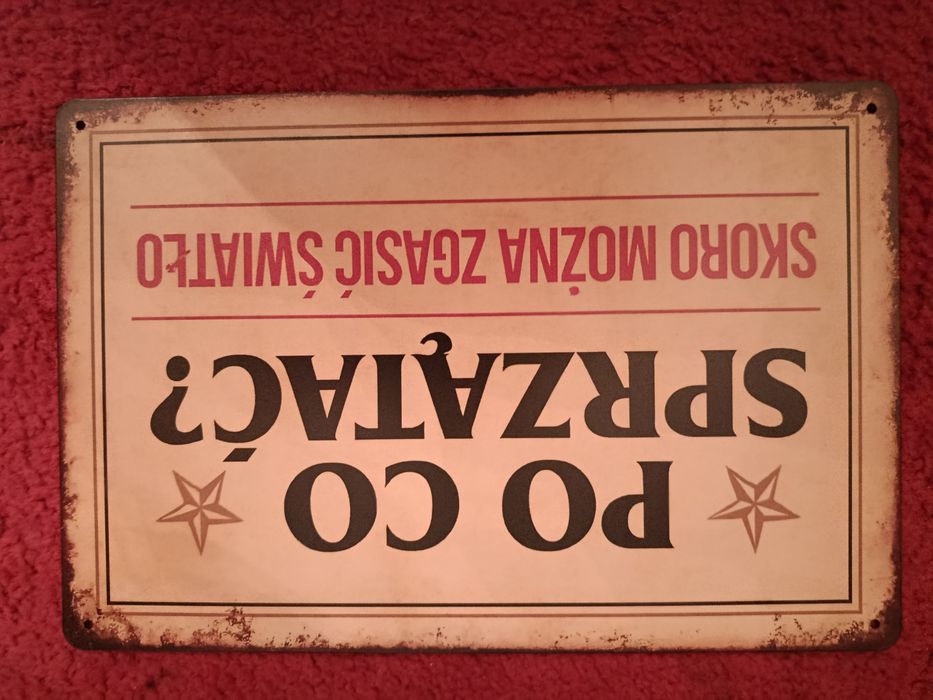 PO CO
SPRZĄTAĆ?
SKORO MOŻNA ZGASIĆ ŚWIATŁO